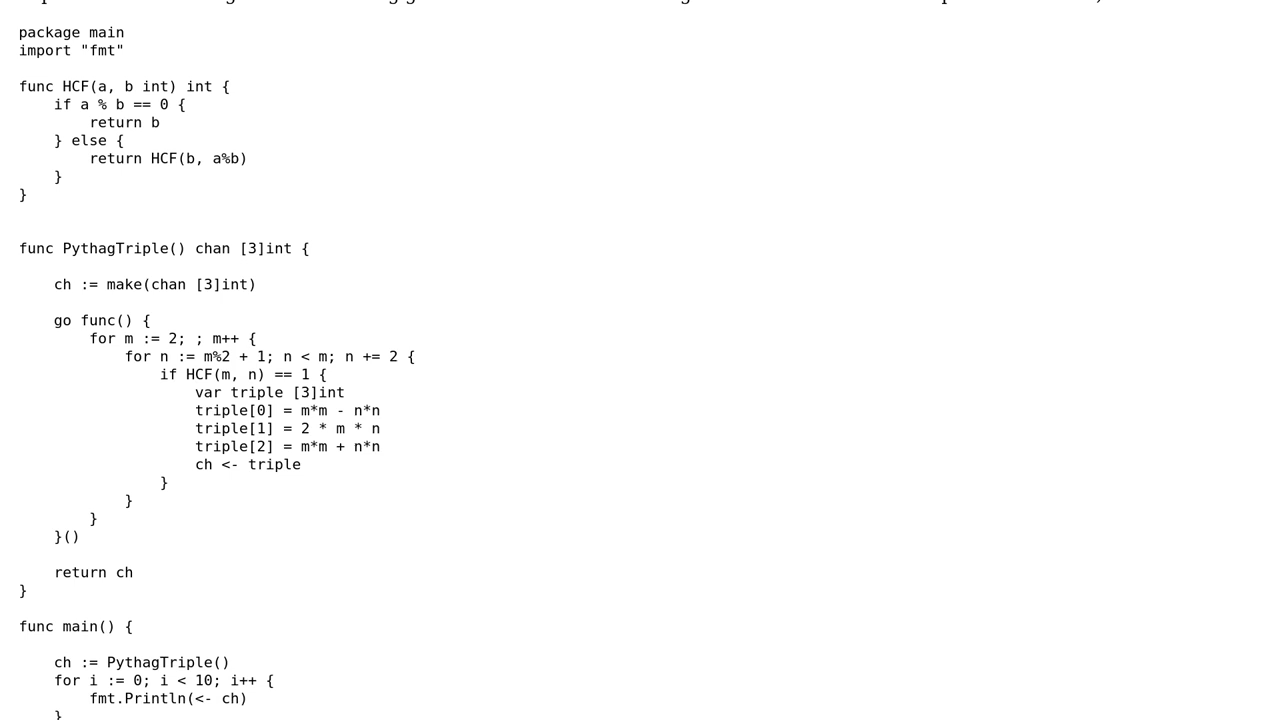 package main
import "fmt"
func HCF(a, b int) int {
    if a % b == 0 {
        return b
    } else {
        return HCF(b, a%b)
    }
}
func PythagTriple() chan [3]int {
    ch := make(chan [3]int)
    go func() {
        for m := 2; ; m++ {
            for n := m%2 + 1; n < m; n += 2 {
                if HCF(m, n) == 1 {
                    var triple [3]int
                    triple[0] = m*m - n*n
                    triple[1] = 2 * m * n
                    triple[2] = m*m + n*n
                    ch <- triple
                }
            }
        }
    }()
    return ch
}
func main() {
    ch := PythagTriple()
    for i := 0; i < 10; i++ {
        fmt.Println(<- ch)
    }